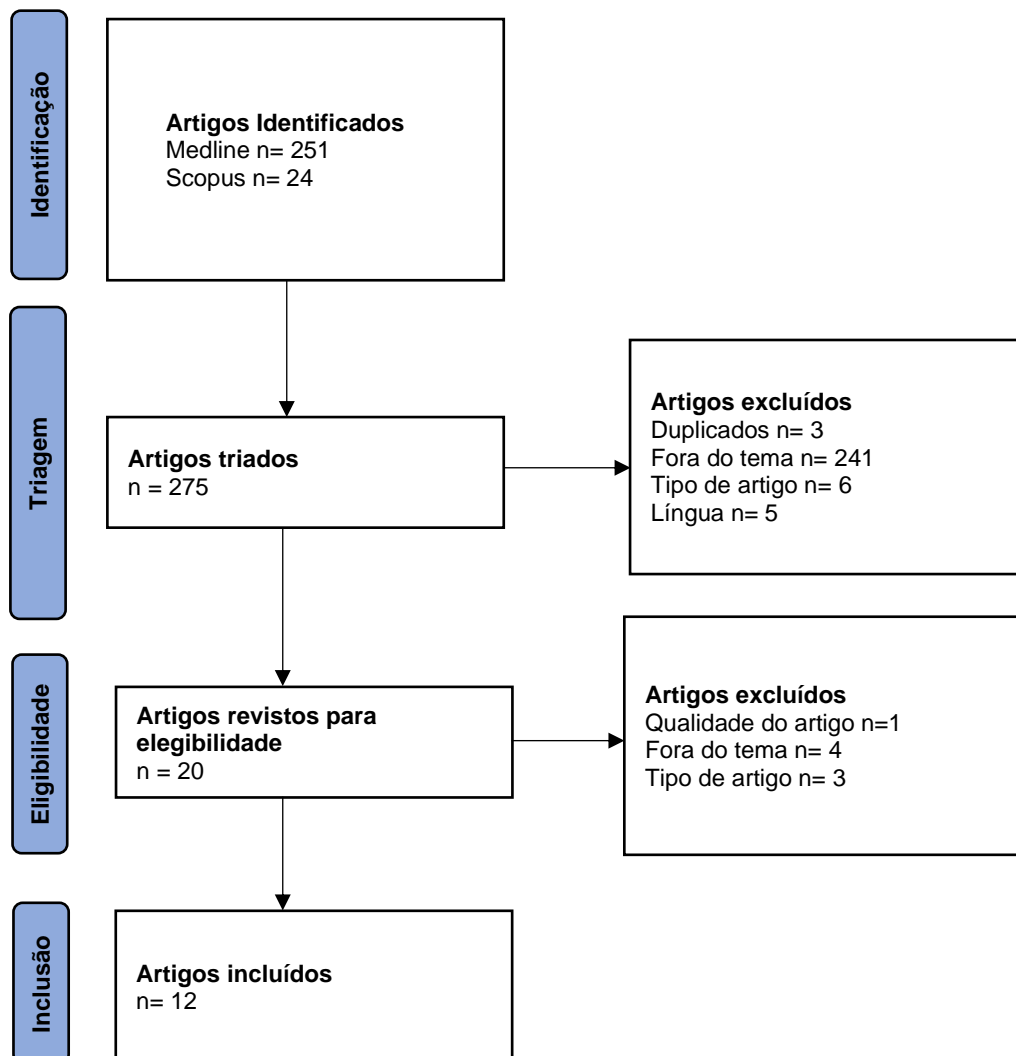 Identificação
Artigos Identificados
Medline n= 251
Scopus n= 24
Triagem
Artigos triados
n = 275
Artigos excluídos
Duplicados n= 3
Fora do tema n= 241
Tipo de artigo n= 6
Língua n= 5
Eligibilidade
Artigos revistos para
elegibilidade
n = 20
Artigos excluídos
Qualidade do artigo n=1
Fora do tema n= 4
Tipo de artigo n= 3
Inclusão
Artigos incluídos
n= 12